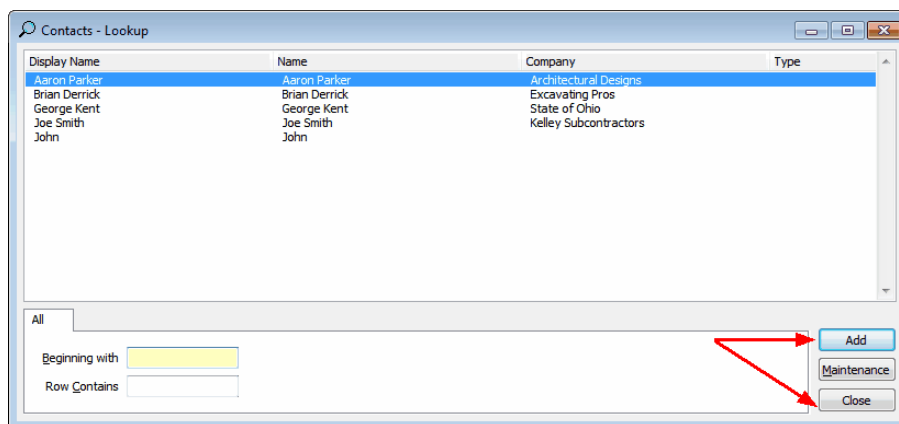 Contacts - Lookup
Display Name Name Company Type
Aaron Parker Aaron Parker Architectural Designs
Brian Derrick Brian Derrick Excavating Pros
George Kent George Kent State of Ohio
Joe Smith Joe Smith Kelley Subcontractors
John John
All
Beginning with
Row Contains
Add
Maintenance
Close